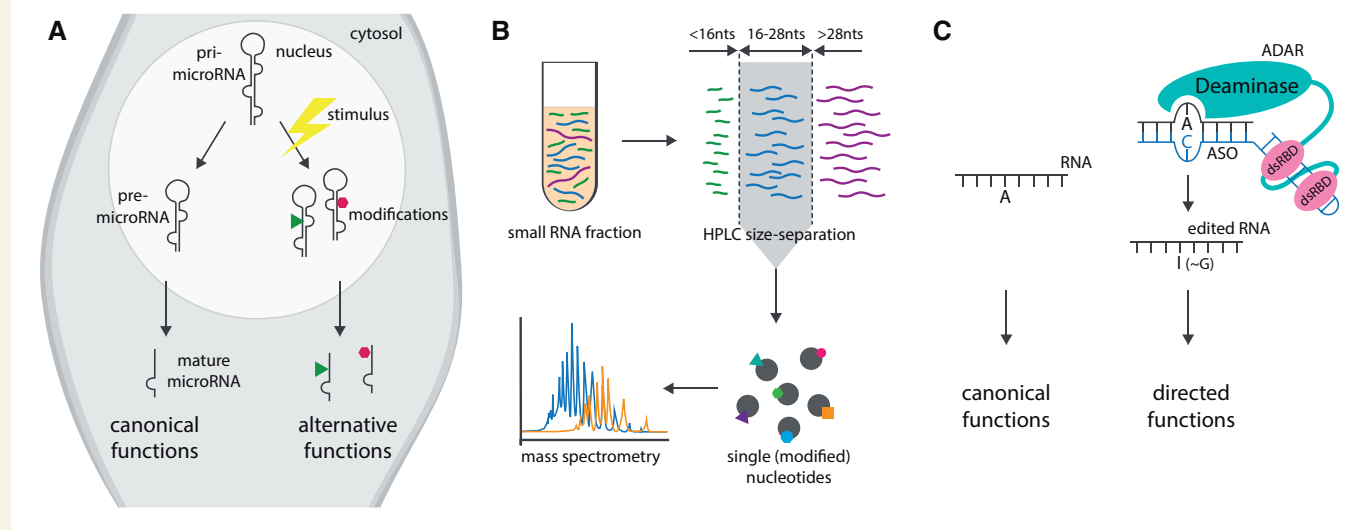 A
cytosol
nucleus
pri-
microRNA
stimulus
pre-
microRNA
modifications
mature
microRNA
canonical
functions
alternative
functions
B
<16nts
16-28nts
>28nts
small RNA fraction
HPLC size-separation
mass spectrometry
single (modified)
nucleotides
C
ADAR
Deaminase
A
C
ASO
dsRBD
dsRBD
RNA
A
edited RNA
I (~G)
canonical
functions
directed
functions